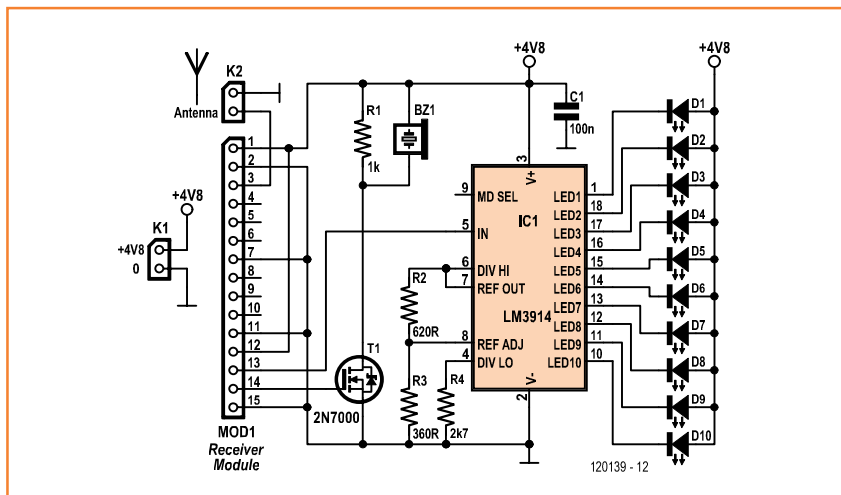 +4V8
+4V8
K2
Antenna
R1
1k
BZ1
C1
100n
MOD1
Receiver
Module
1
2
3
4
5
6
7
8
9
10
11
12
13
14
15
K1
+4V8
+4V8
0
T1
2N7000
R2
620R
R3
360R
R4
2k7
IC1
LM3914
3
V+
9
MD SEL
5
IN
6
DIV HI
7
REF OUT
8
REF ADJ
4
DIV LO
V-
2
LED1
1
LED2
18
LED3
17
LED4
16
LED5
15
LED6
14
LED7
13
LED8
12
LED9
11
LED10
10
D1
D2
D3
D4
D5
D6
D7
D8
D9
D10
120139 - 12